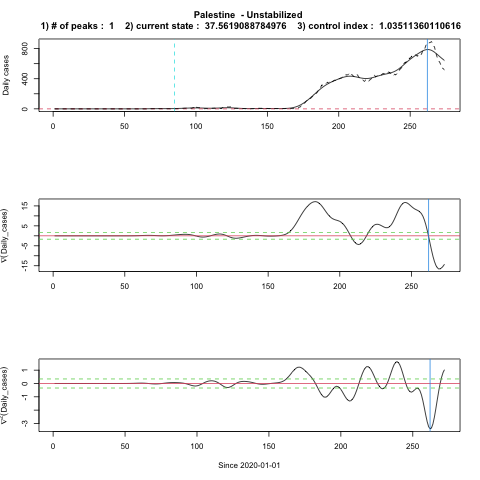 Palestine - Unstabilized
1) # of peaks : 1 2) current state : 37.5619088784976 3) control index : 1.03511360110616
Daily cases
800
400
0
0 50 100 150 200 250
∇(Daily_cases)
15
5
-5
-15
0 50 100 150 200 250
∇²(Daily_cases)
1
0
-1
-3
0 50 100 150 200 250
Since 2020-01-01